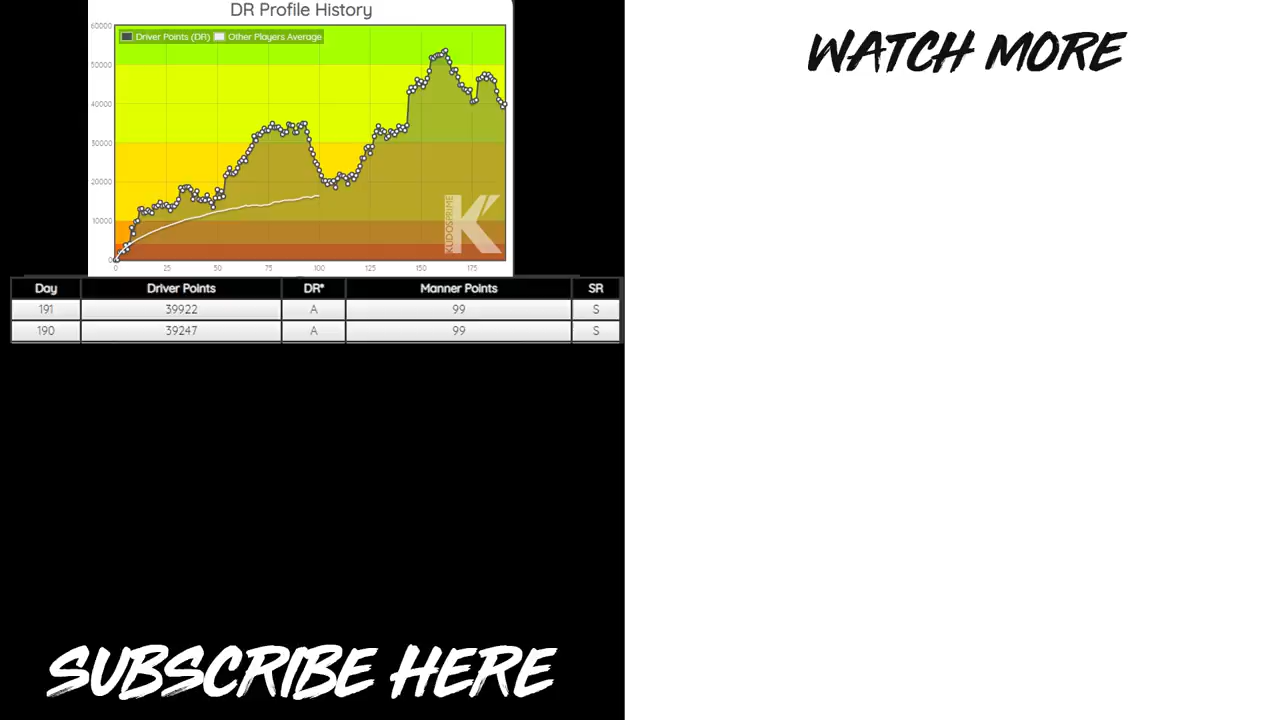 DR Profile History
60000
Driver Points (DR) Other Players Average
50000
40000
30000
20000
10000
0
0 25 50 75 100 125 150 175
KUDOSPRIME
K'
Day Driver Points DR* Manner Points SR
191 39922 A 99 S
190 39247 A 99 S
SUBSCRIBE HERE
WATCH MORE